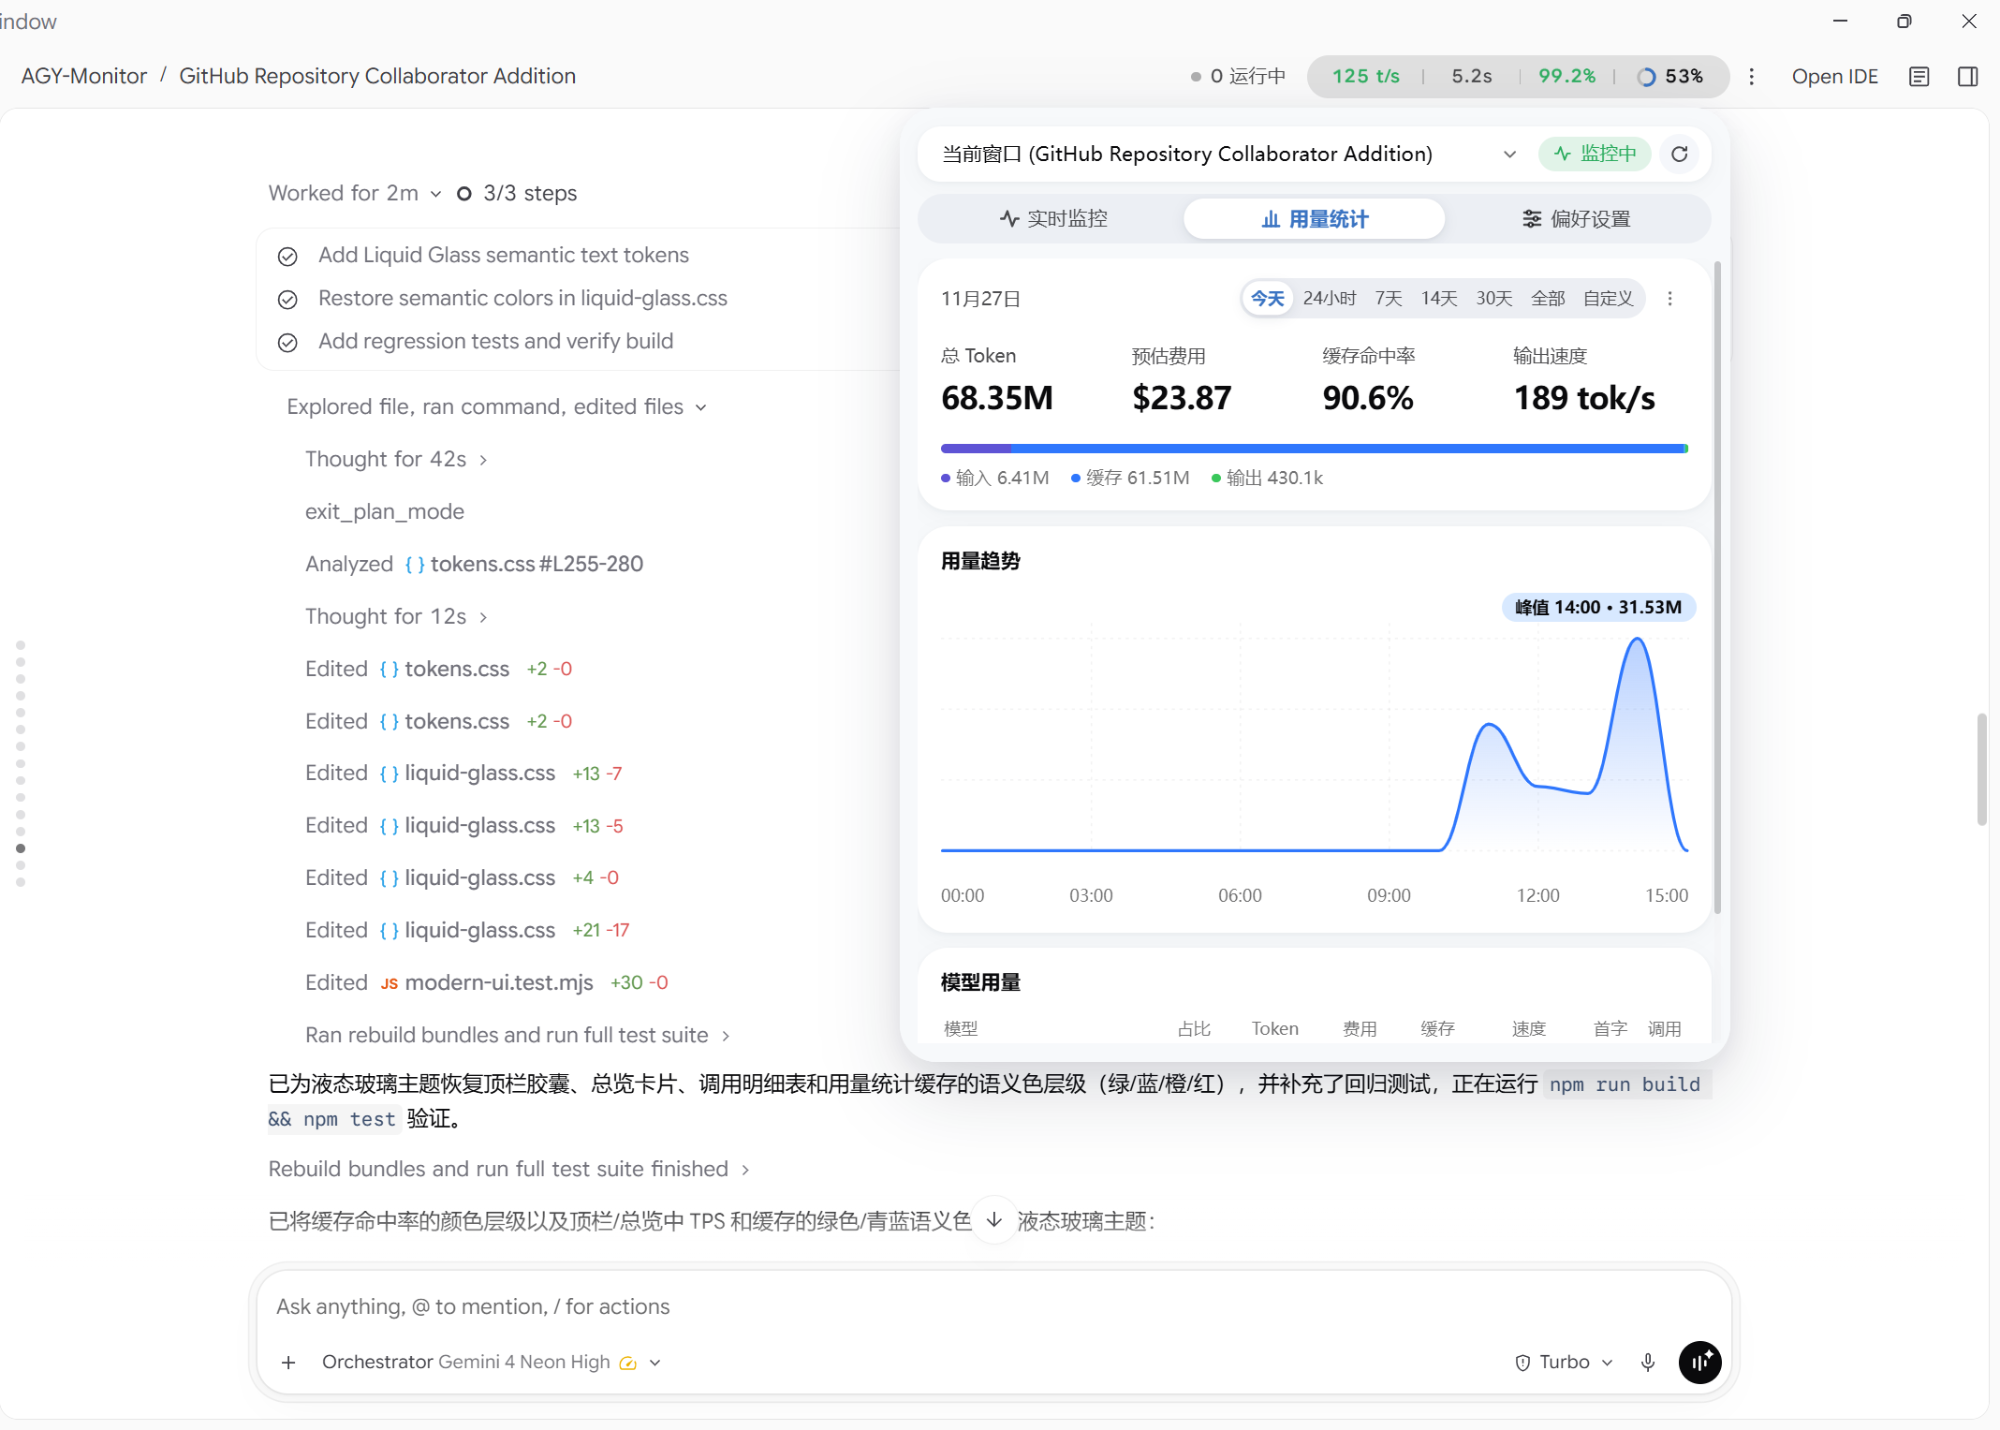 indow
AGY-Monitor / GitHub Repository Collaborator Addition
0 运行中
125 t/s | 5.2s | 99.2% | 53%
Open IDE
当前窗口 (GitHub Repository Collaborator Addition)
监控中
实时监控
用量统计
偏好设置
11月27日
今天 24小时 7天 14天 30天 全部 自定义
总 Token 预估费用 缓存命中率 输出速度
68.35M $23.87 90.6% 189 tok/s
输入 6.41M 缓存 61.51M 输出 430.1k
用量趋势
峰值 14:00 • 31.53M
00:00 03:00 06:00 09:00 12:00 15:00
模型用量
模型 占比 Token 费用 缓存 速度 首字 调用
Worked for 2m 3/3 steps
Add Liquid Glass semantic text tokens
Restore semantic colors in liquid-glass.css
Add regression tests and verify build
Explored file, ran command, edited files
Thought for 42s
exit_plan_mode
Analyzed {} tokens.css #L255-280
Thought for 12s
Edited {} tokens.css +2 -0
Edited {} tokens.css +2 -0
Edited {} liquid-glass.css +13 -7
Edited {} liquid-glass.css +13 -5
Edited {} liquid-glass.css +4 -0
Edited {} liquid-glass.css +21 -17
Edited JS modern-ui.test.mjs +30 -0
Ran rebuild bundles and run full test suite
已为液态玻璃主题恢复顶栏胶囊、总览卡片、调用明细表和用量统计缓存的语义色层级（绿/蓝/橙/红），并补充了回归测试，正在运行 npm run build
&& npm test 验证。
Rebuild bundles and run full test suite finished
已将缓存命中率的颜色层级以及顶栏/总览中 TPS 和缓存的绿色/青蓝语义色 液态玻璃主题：
Ask anything, @ to mention, / for actions
Orchestrator Gemini 4 Neon High
Turbo